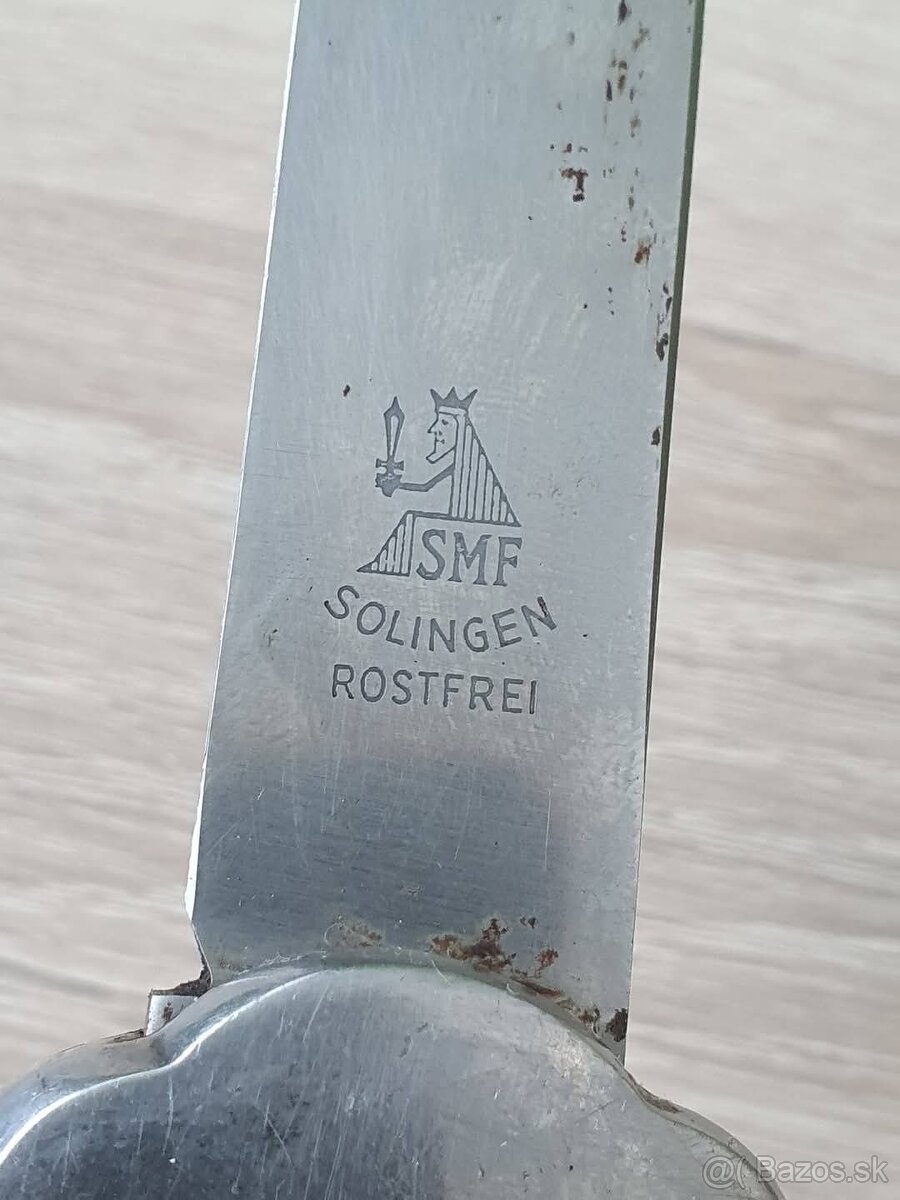 SMF
SOLINGEN
ROSTFREI
@( Bazos.sk